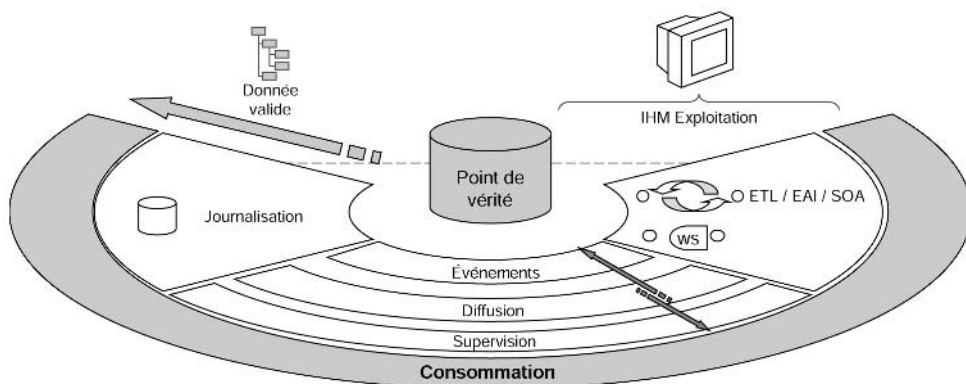 Donnée
valide
IHM Exploitation
Point de
vérité
ETL / EAI / SOA
Journalisation
WS
Événements
Diffusion
Supervision
Consommation